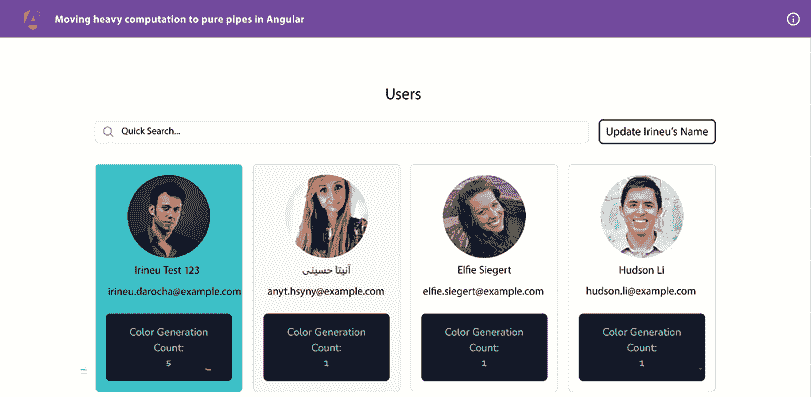 Moving heavy computation to pure pipes in Angular
Users
Quick Search...
Update Irineu's Name
Irineu Test 123
irineu.darocha@example.com
Color Generation
Count:
5
آنیتا حسینی
anyt.hsyny@example.com
Color Generation
Count:
1
Elfie Siegert
elfie.siegert@example.com
Color Generation
Count:
1
Hudson Li
hudson.li@example.com
Color Generation
Count:
1